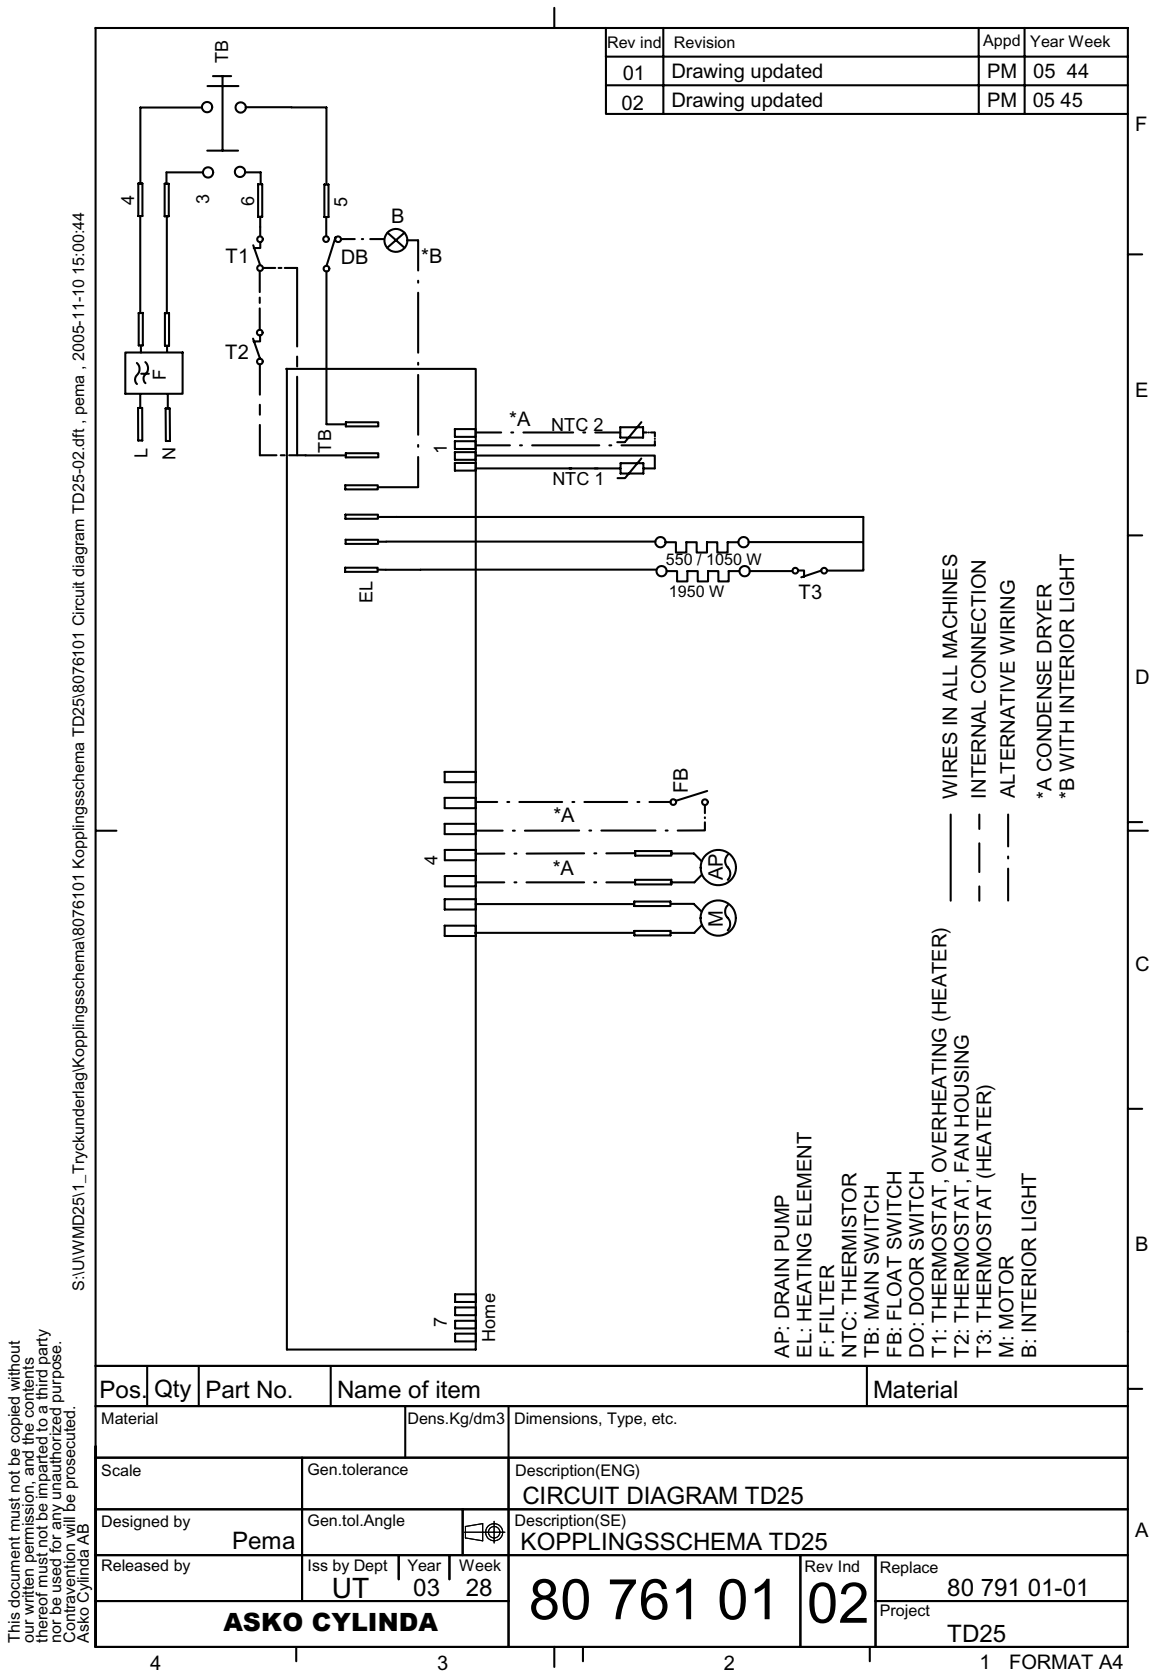 Rev ind Revision Appd Year Week
01 Drawing updated PM 05 44
02 Drawing updated PM 05 45
F
E
D
C
B
A
TB
4
3
6
5
T1
DB
B
*B
T2
F
L
N
TB
1
*A
NTC 2
NTC 1
550 / 1050 W
1950 W
T3
EL
FB
*A
4
*A
AP
M
7
Home
WIRES IN ALL MACHINES
INTERNAL CONNECTION
ALTERNATIVE WIRING
*A CONDENSE DRYER
*B WITH INTERIOR LIGHT
AP: DRAIN PUMP
EL: HEATING ELEMENT
F: FILTER
NTC: THERMISTOR
TB: MAIN SWITCH
FB: FLOAT SWITCH
DO: DOOR SWITCH
T1: THERMOSTAT, OVERHEATING (HEATER)
T2: THERMOSTAT, FAN HOUSING
T3: THERMOSTAT (HEATER)
M: MOTOR
B: INTERIOR LIGHT
S:\U\WMD25\1_Tryckunderlag\Kopplingsschema\8076101 Kopplingsschema TD25\8076101 Circuit diagram TD25-02.dft , pema , 2005-11-10 15:00:44
This document must not be copied without
our written permission, and the contents
thereof must not be imparted to a third party
nor be used for any unauthorized purpose.
Contravention will be prosecuted.
Asko Cylinda AB
Pos. Qty Part No. Name of item Material
Material Dens.Kg/dm3 Dimensions, Type, etc.
Scale Gen.tolerance Description(ENG)
CIRCUIT DIAGRAM TD25
Designed by Pema Gen.tol.Angle Description(SE)
KOPPLINGSSCHEMA TD25
Released by Iss by Dept Year Week Rev Ind Replace
UT 03 28 80 761 01 02 80 791 01-01
ASKO CYLINDA Project
TD25
4 3 2 1 FORMAT A4